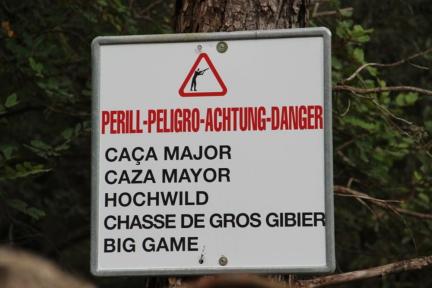 PERILL-PELIGRO-ACHTUNG-DANGER
CAÇA MAJOR
CAZA MAYOR
HOCHWILD
CHASSE DE GROS GIBIER
BIG GAME